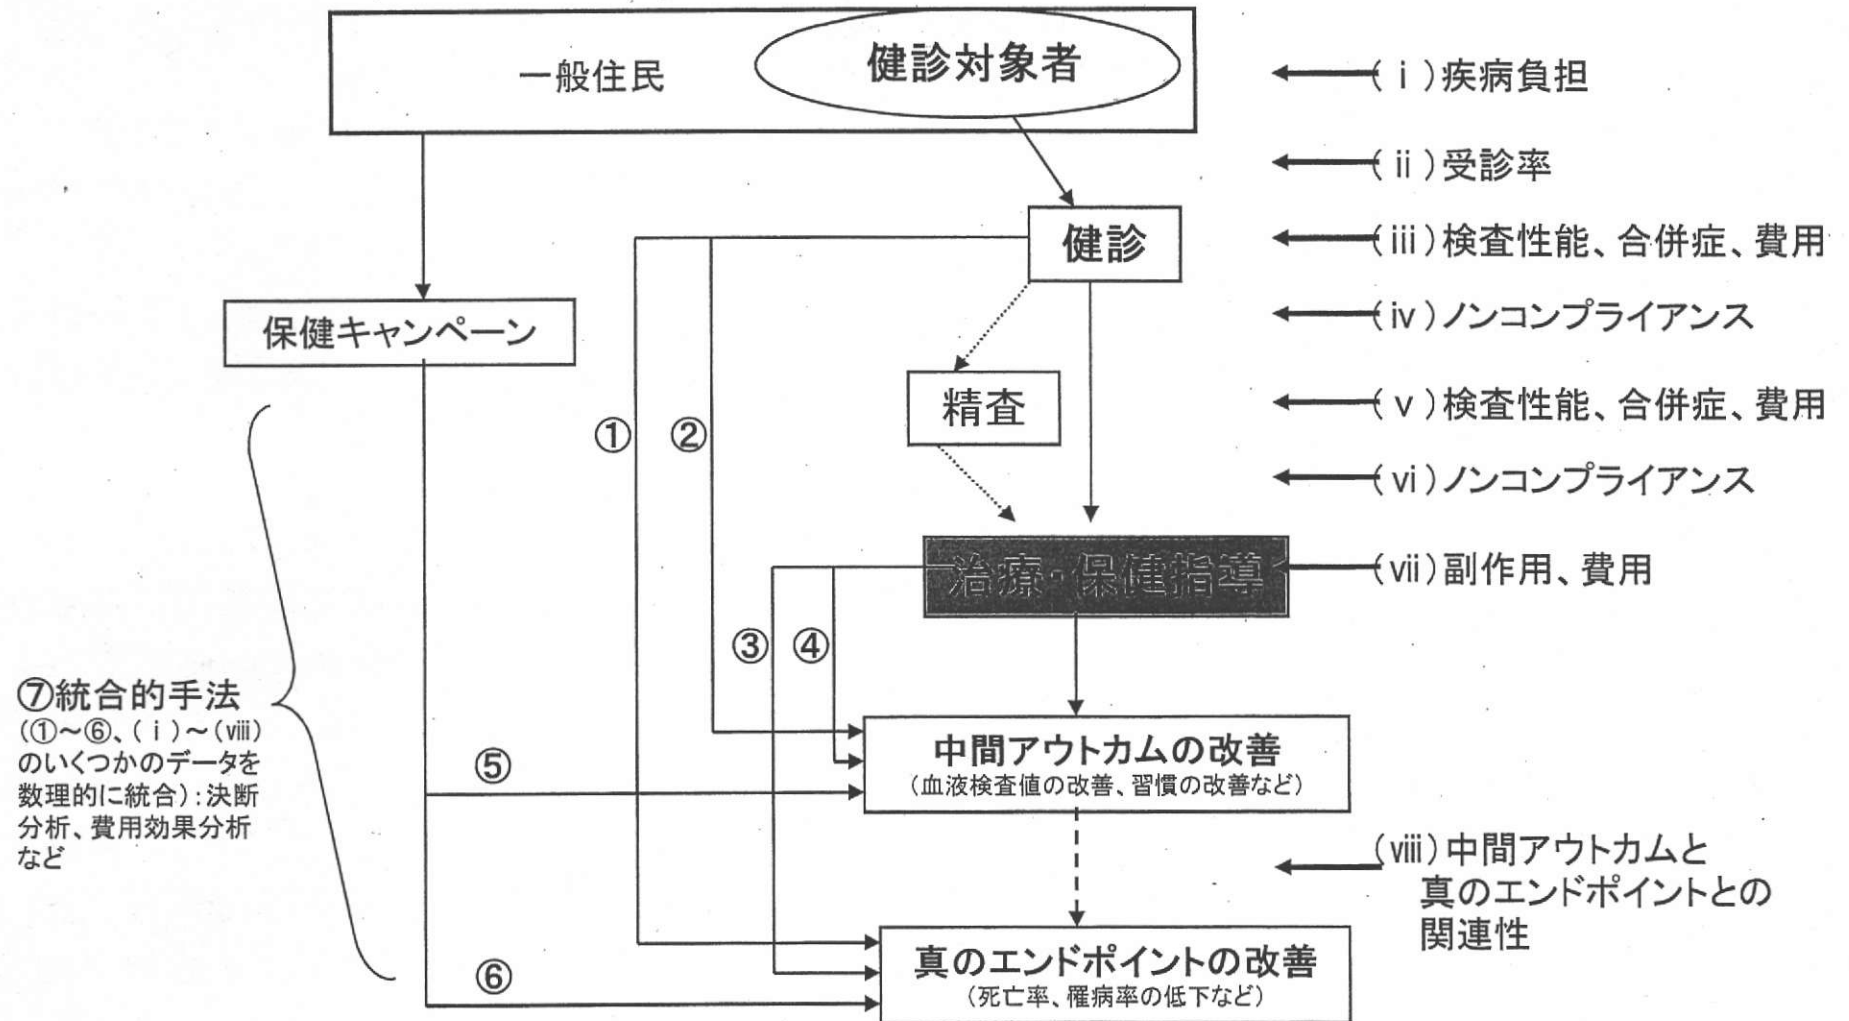 一般住民
健診対象者
(ⅰ)疾病負担
(ⅱ)受診率
健診
(ⅲ)検査性能、合併症、費用
保健キャンペーン
(ⅳ)ノンコンプライアンス
精査
(ⅴ)検査性能、合併症、費用
① ②
(ⅵ)ノンコンプライアンス
治療・保健指導
(ⅶ)副作用、費用
③ ④
⑦統合的手法
(①～⑥、(ⅰ)～(ⅷ)
のいくつかのデータを
数理的に統合):決断
分析、費用効果分析
など
⑤
中間アウトカムの改善
(血液検査値の改善、習慣の改善など)
(ⅷ)中間アウトカムと
真のエンドポイントとの
関連性
⑥
真のエンドポイントの改善
(死亡率、罹病率の低下など)